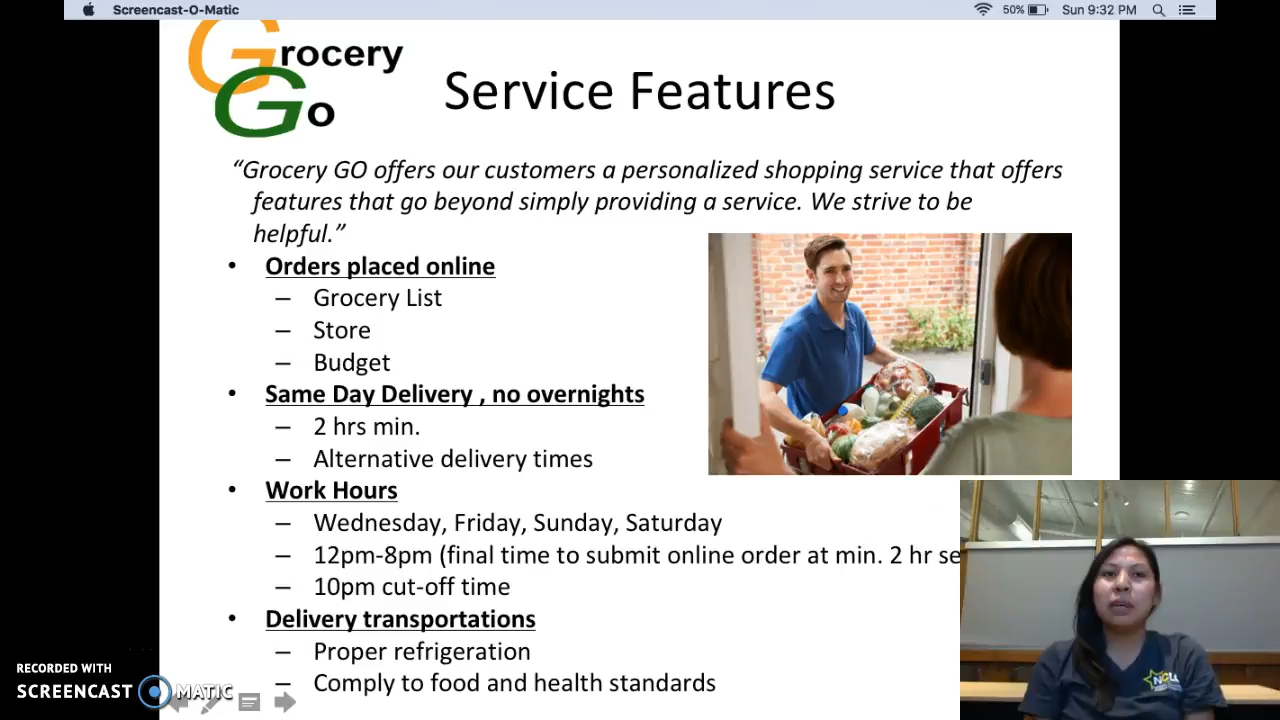 Screencast-O-Matic
50%
Sun 9:32 PM
Grocery
Go
Service Features
“Grocery GO offers our customers a personalized shopping service that offers
features that go beyond simply providing a service. We strive to be
helpful.”
• Orders placed online
– Grocery List
– Store
– Budget
• Same Day Delivery , no overnights
– 2 hrs min.
– Alternative delivery times
• Work Hours
– Wednesday, Friday, Sunday, Saturday
– 12pm-8pm (final time to submit online order at min. 2 hr se
– 10pm cut-off time
• Delivery transportations
– Proper refrigeration
– Comply to food and health standards
RECORDED WITH
SCREENCAST MATIC